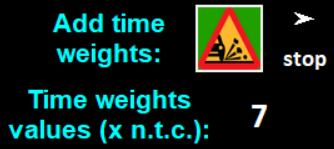 Add time
weights:
stop
Time weights
values (x n.t.c.):
7